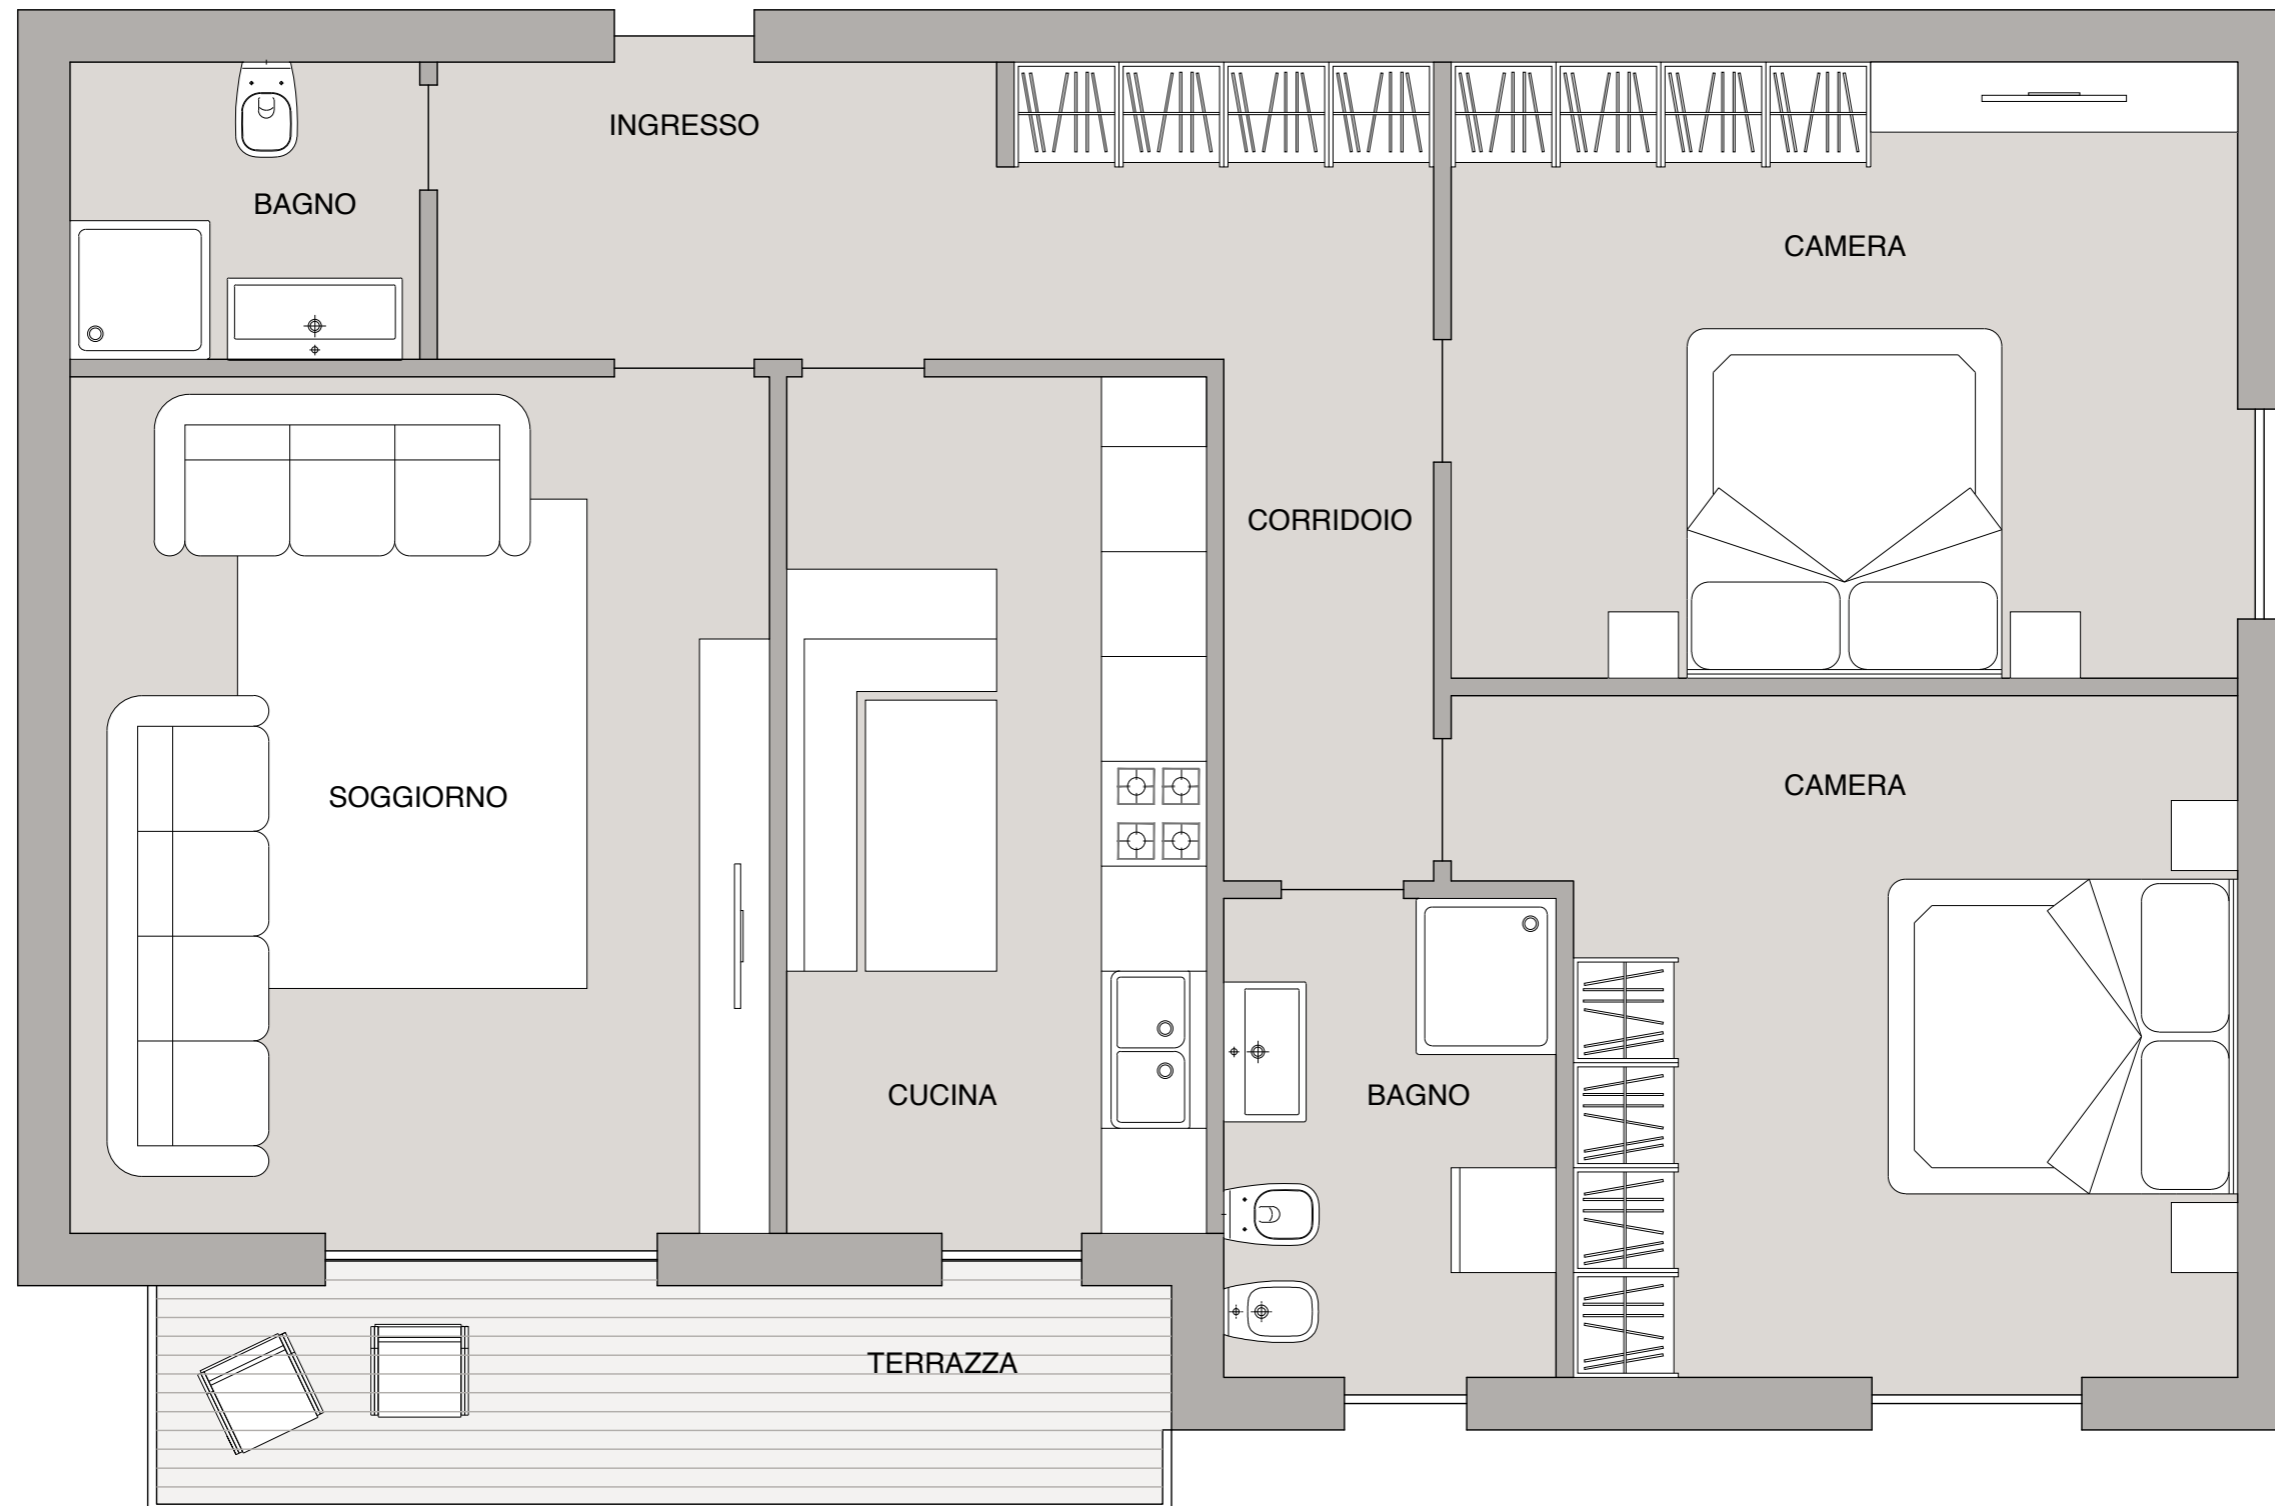 INGRESSO
BAGNO
CAMERA
CORRIDOIO
SOGGIORNO
CAMERA
CUCINA
BAGNO
TERRAZZA